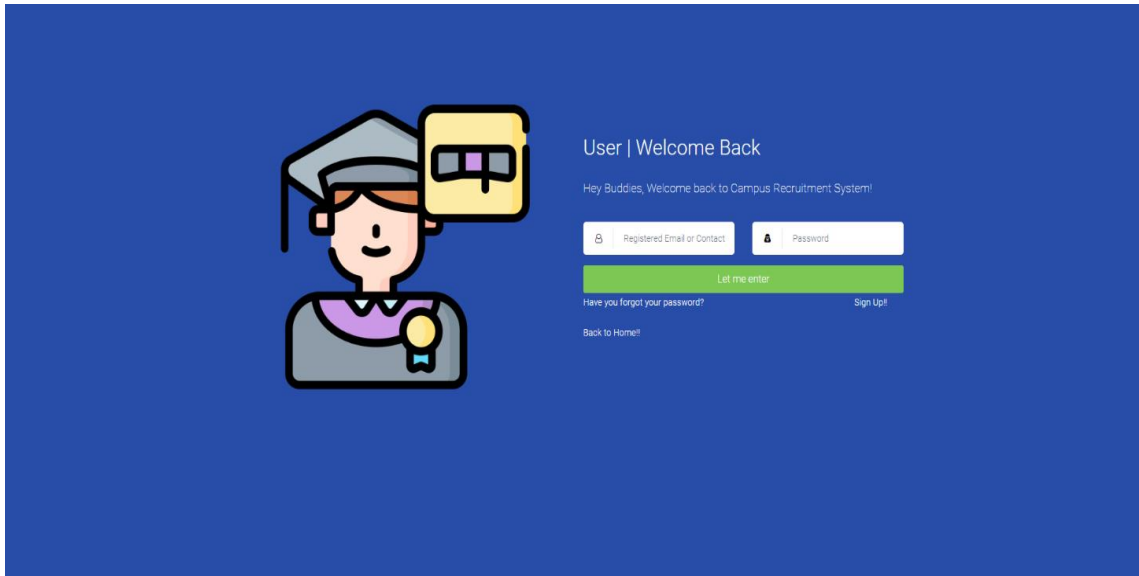 User | Welcome Back
Hey Buddies, Welcome back to Campus Recruitment System!
Registered Email or Contact Password
Let me enter
Have you forgot your password? Sign Up!!
Back to Home!!